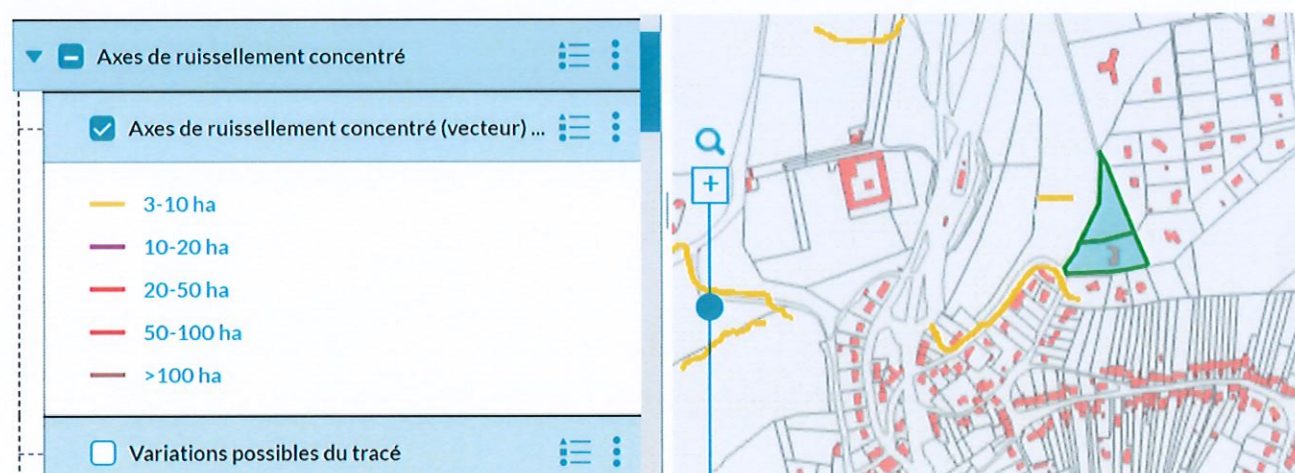 Axes de ruissellement concentré
Axes de ruissellement concentré (vecteur) ...
3-10 ha
10-20 ha
20-50 ha
50-100 ha
>100 ha
Variations possibles du tracé
+